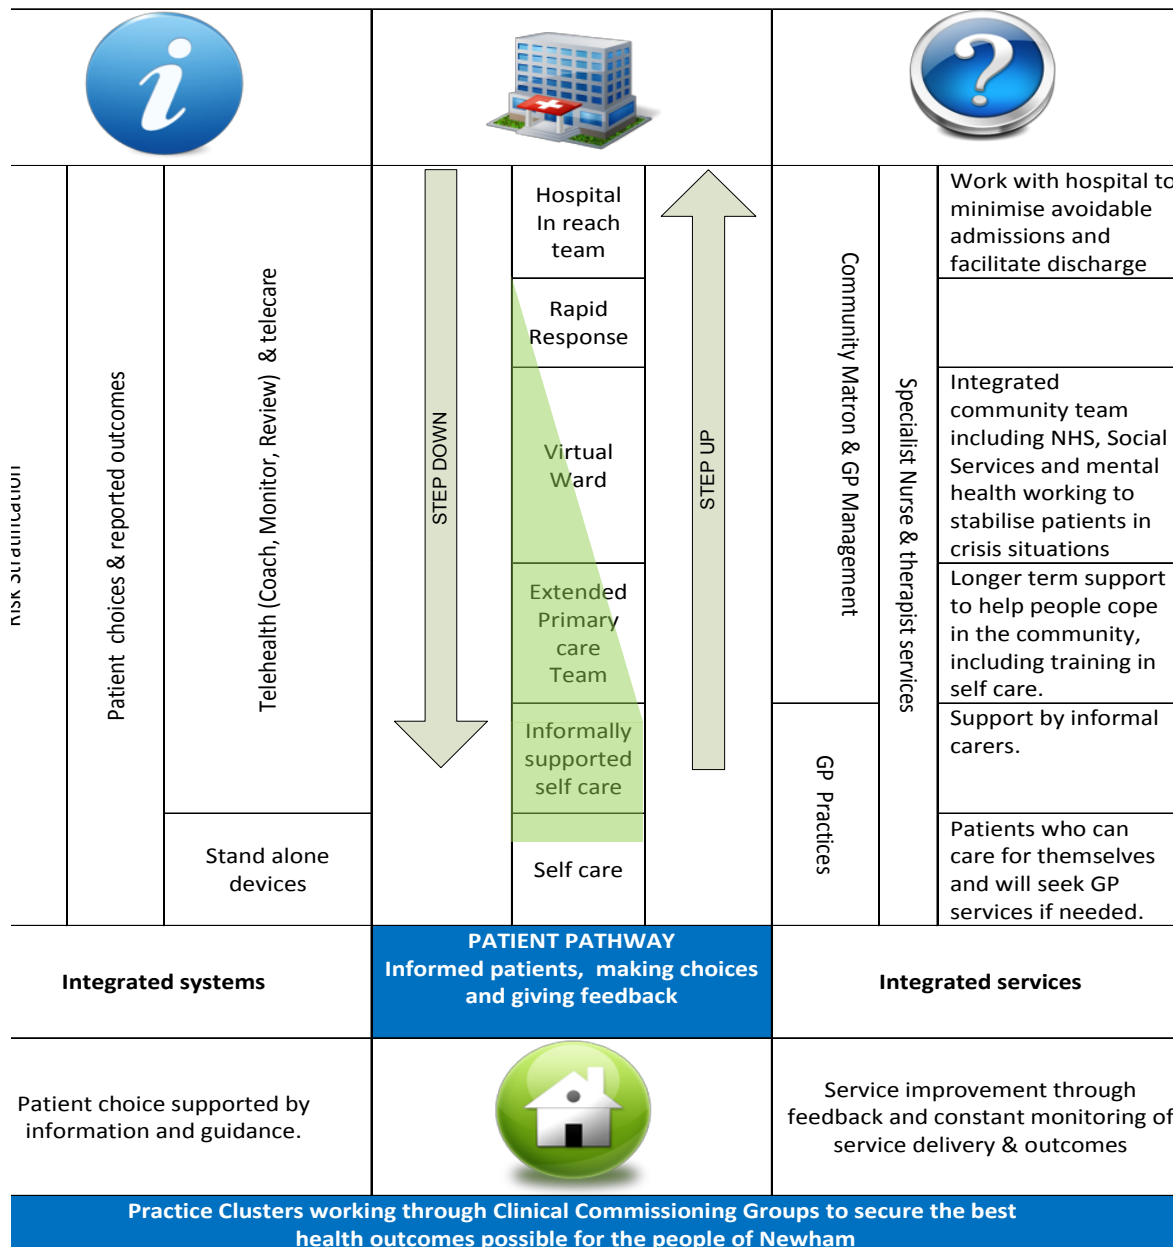 Risk Stratification
Patient choices & reported outcomes
Telehealth (Coach, Monitor, Review) & telecare
Stand alone
devices
STEP DOWN
Hospital
In reach
team
Rapid
Response
Virtual
Ward
Extended
Primary
care
Team
Informally
supported
self care
Self care
STEP UP
Community Matron & GP Management
GP Practices
Specialist Nurse & therapist services
Work with hospital to
minimise avoidable
admissions and
facilitate discharge
Integrated
community team
including NHS, Social
Services and mental
health working to
stabilise patients in
crisis situations
Longer term support
to help people cope
in the community,
including training in
self care.
Support by informal
carers.
Patients who can
care for themselves
and will seek GP
services if needed.
Integrated systems
PATIENT PATHWAY
Informed patients, making choices
and giving feedback
Integrated services
Patient choice supported by
information and guidance.
Service improvement through
feedback and constant monitoring of
service delivery & outcomes
Practice Clusters working through Clinical Commissioning Groups to secure the best
health outcomes possible for the people of Newham